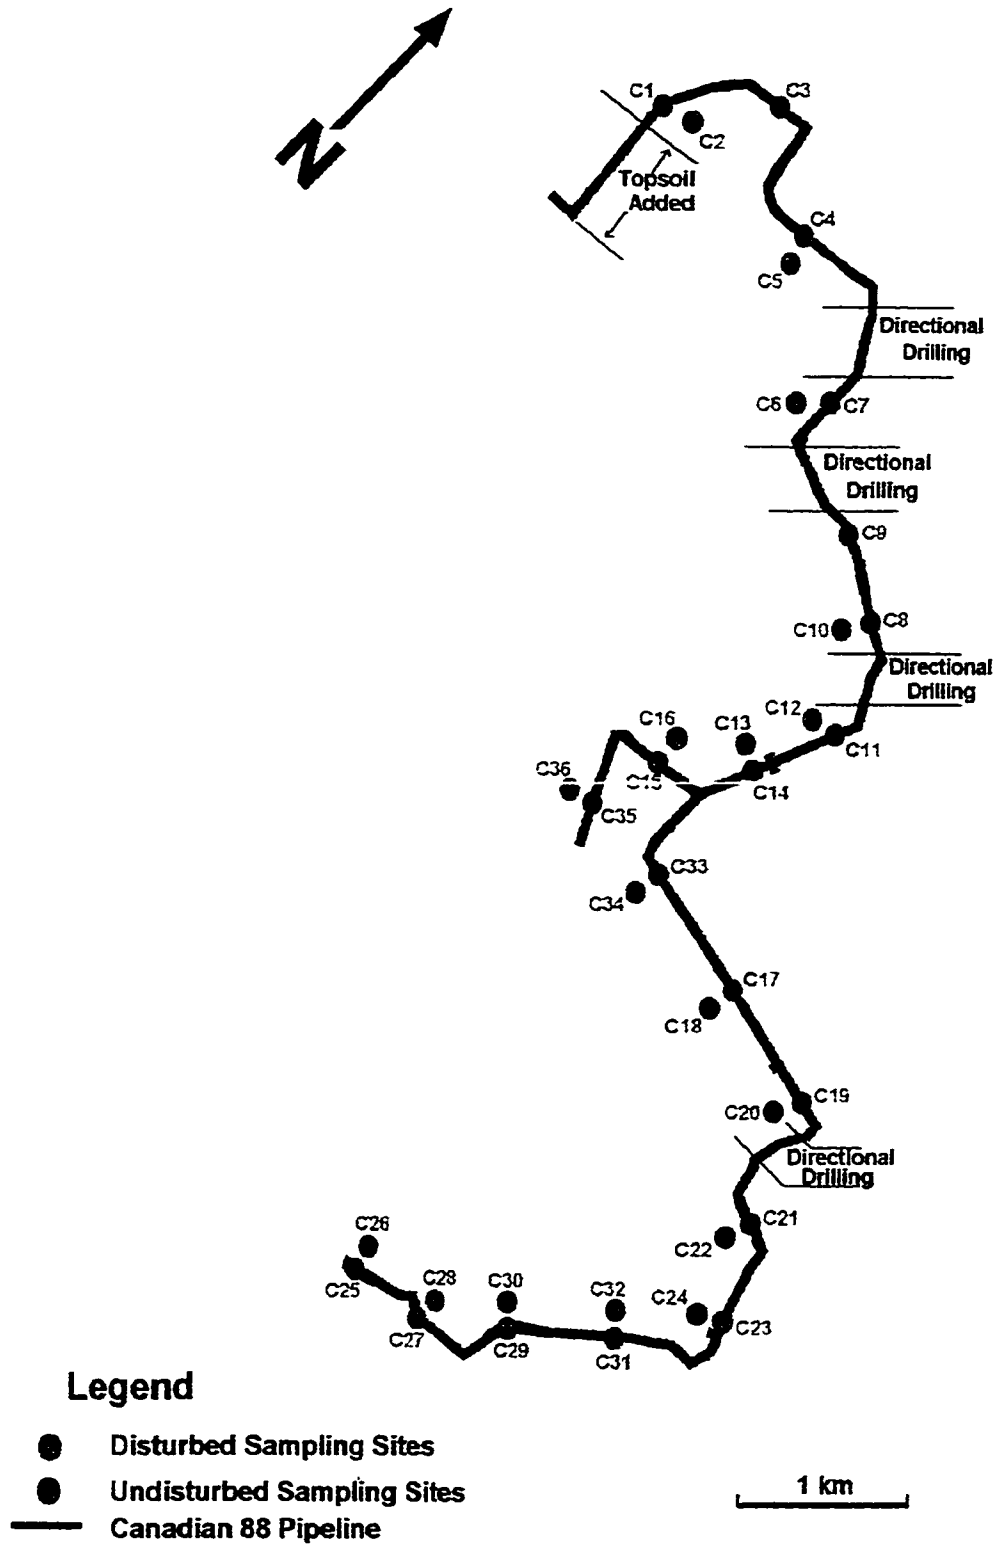 N
C1
C3
C2
Topsoil
Added
C4
C5
Directional
Drilling
C6
C7
Directional
Drilling
C9
C10
C8
Directional
Drilling
C12
C16
C13
C11
C36
C15
C14
C35
C33
C34
C17
C18
C19
C20
Directional
Drilling
C21
C26
C22
C25
C28
C30
C32
C24
C23
C27
C29
C31
Legend
Disturbed Sampling Sites
Undisturbed Sampling Sites
Canadian 88 Pipeline
1 km